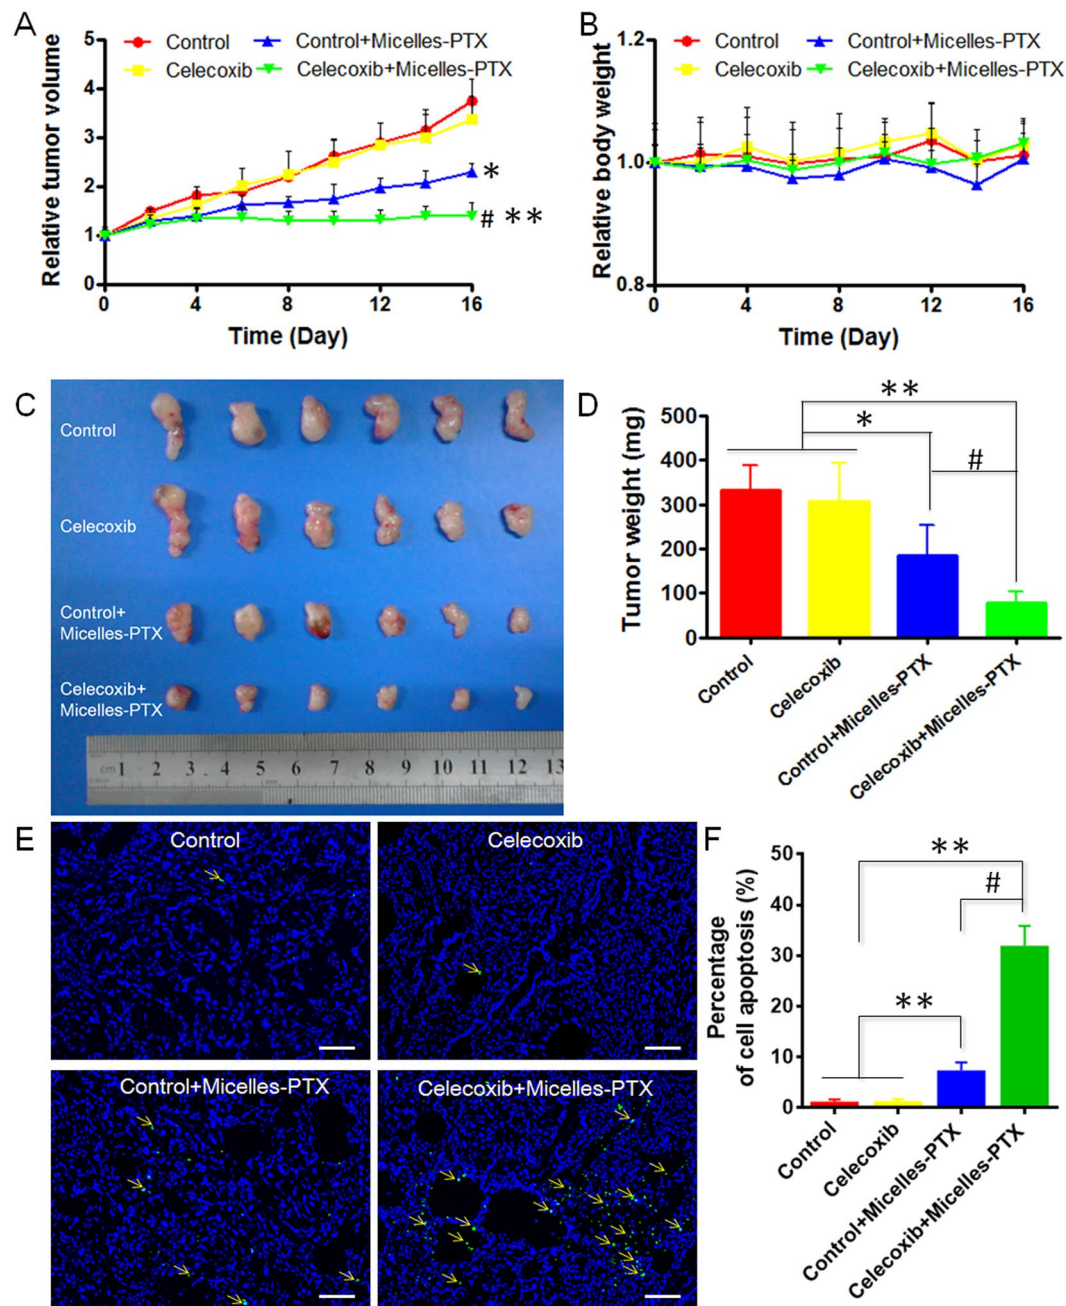 A
Relative tumor volume
5
4
3
2
1
0
Control
Control+Micelles-PTX
Celecoxib
Celecoxib+Micelles-PTX
*
# **
0 4 8 12 16
Time (Day)
B
Relative body weight
1.2
1.0
0.8
Control
Control+Micelles-PTX
Celecoxib
Celecoxib+Micelles-PTX
0 4 8 12 16
Time (Day)
C
Control
Celecoxib
Control+
Micelles-PTX
Celecoxib+
Micelles-PTX
cm 1 2 3 4 5 6 7 8 9 10 11 12 13
D
Tumor weight (mg)
500
400
300
200
100
0
**
*
#
Control
Celecoxib
Control+Micelles-PTX
Celecoxib+Micelles-PTX
E
Control
Celecoxib
Control+Micelles-PTX
Celecoxib+Micelles-PTX
F
Percentage
of cell apoptosis (%)
50
40
30
20
10
0
**
#
**
Control
Celecoxib
Control+Micelles-PTX
Celecoxib+Micelles-PTX